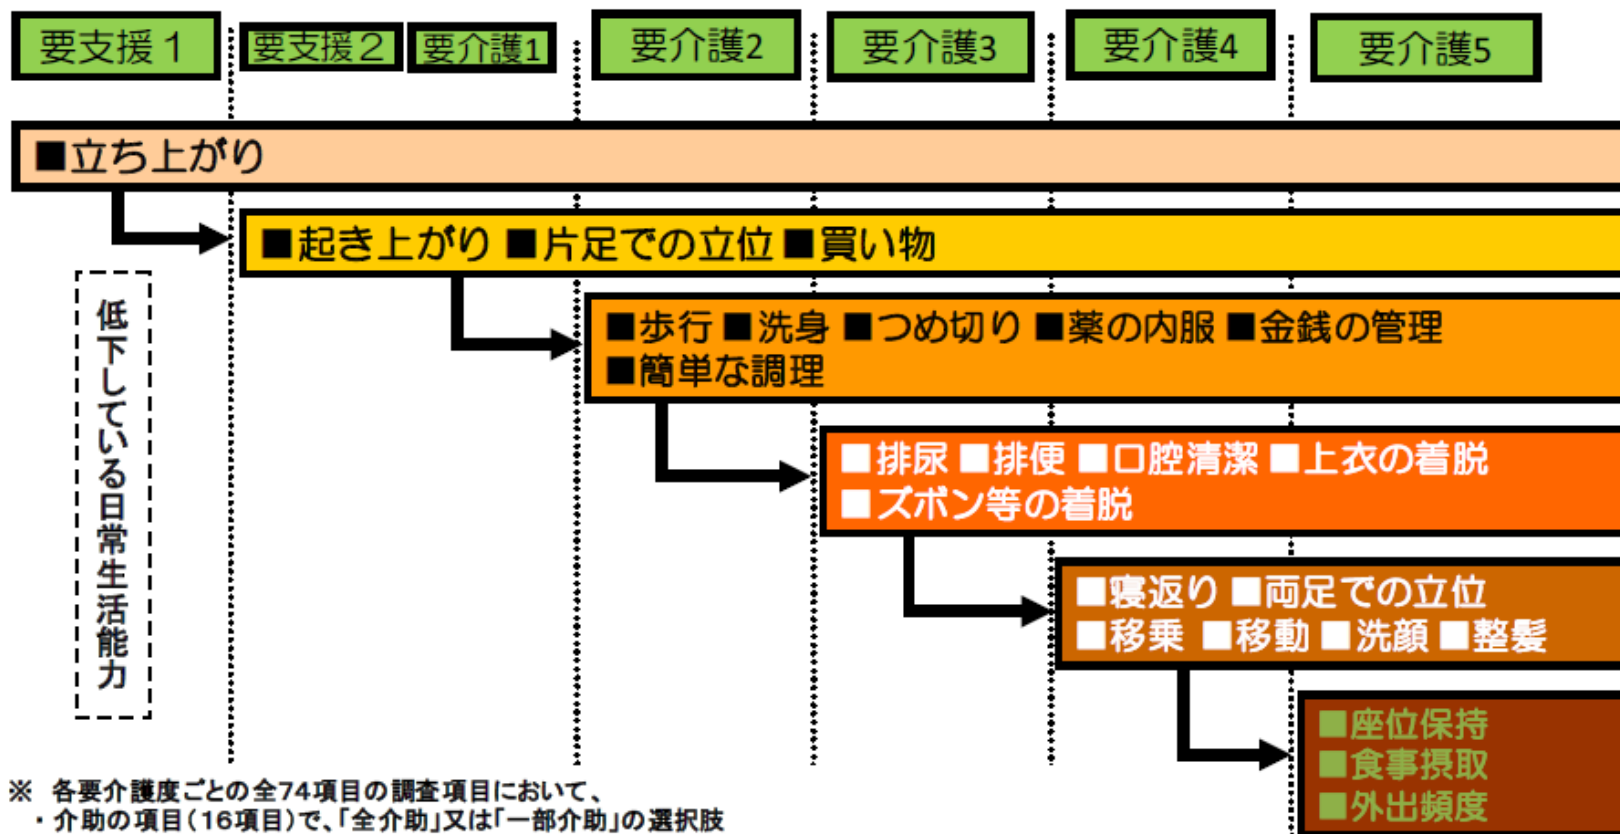 要支援1 要支援2 要介護1 要介護2 要介護3 要介護4 要介護5
■立ち上がり
■起き上がり ■片足での立位 ■買い物
■歩行 ■洗身 ■つめ切り ■薬の内服 ■金銭の管理
■簡単な調理
■排尿 ■排便 ■口腔清潔 ■上衣の着脱
■ズボン等の着脱
■寝返り ■両足での立位
■移乗 ■移動 ■洗顔 ■整髪
■座位保持
■食事摂取
■外出頻度
低下している日常生活能力
※ 各要介護度ごとの全74項目の調査項目において、
・介助の項目(16項目)で、「全介助」又は「一部介助」の選択肢